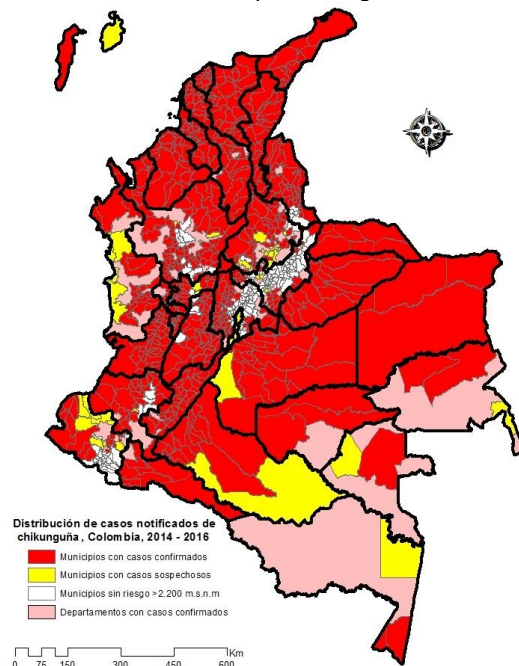 Distribución de casos notificados de
chikunguña , Colombia, 2014 - 2016
Municipios con casos confirmados
Municipios con casos sospechosos
Municipios sin riesgo >2.200 m.s.n.m
Departamentos con casos confirmados
Km
0 75 150 300 450 600